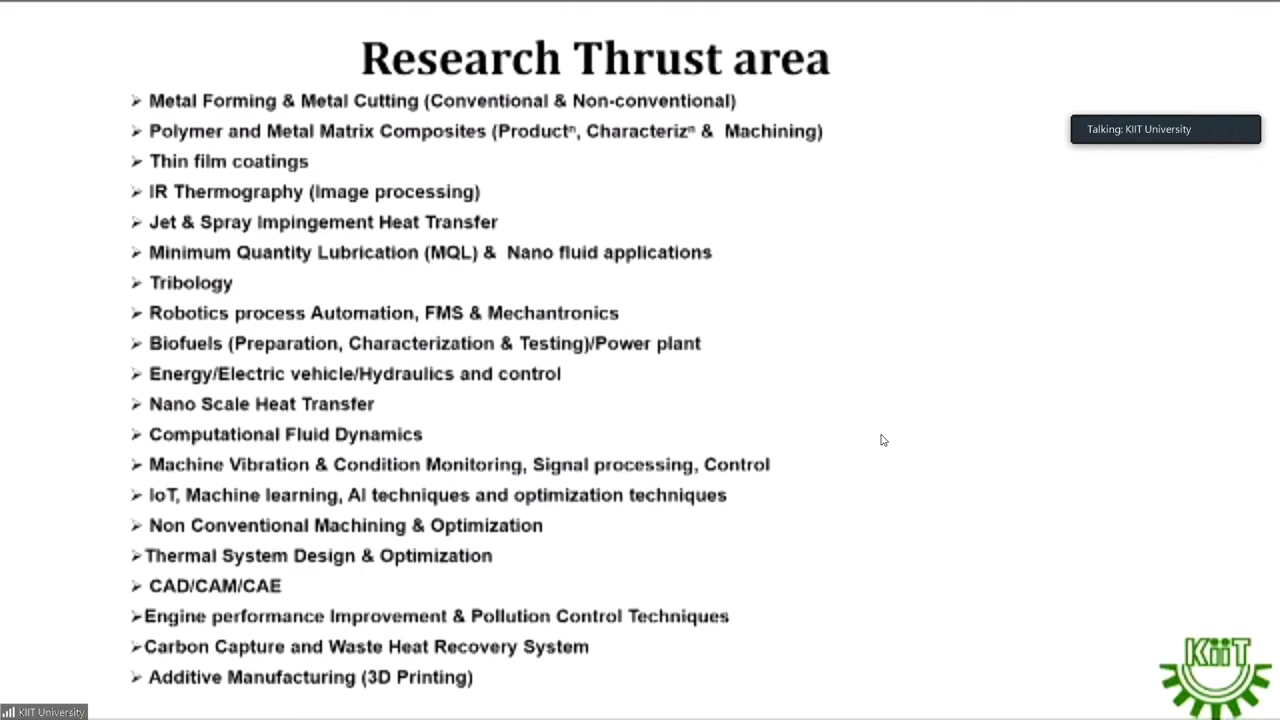 Research Thrust area
➢ Metal Forming & Metal Cutting (Conventional & Non-conventional)
➢ Polymer and Metal Matrix Composites (Productⁿ, Characterizⁿ & Machining)
Talking: KIIT University
➢ Thin film coatings
➢ IR Thermography (Image processing)
➢ Jet & Spray Impingement Heat Transfer
➢ Minimum Quantity Lubrication (MQL) & Nano fluid applications
➢ Tribology
➢ Robotics process Automation, FMS & Mechantronics
➢ Biofuels (Preparation, Characterization & Testing)/Power plant
➢ Energy/Electric vehicle/Hydraulics and control
➢ Nano Scale Heat Transfer
➢ Computational Fluid Dynamics
➢ Machine Vibration & Condition Monitoring, Signal processing, Control
➢ IoT, Machine learning, AI techniques and optimization techniques
➢ Non Conventional Machining & Optimization
➢Thermal System Design & Optimization
➢ CAD/CAM/CAE
➢Engine performance Improvement & Pollution Control Techniques
➢Carbon Capture and Waste Heat Recovery System
➢ Additive Manufacturing (3D Printing)
KiiT
KIIT University